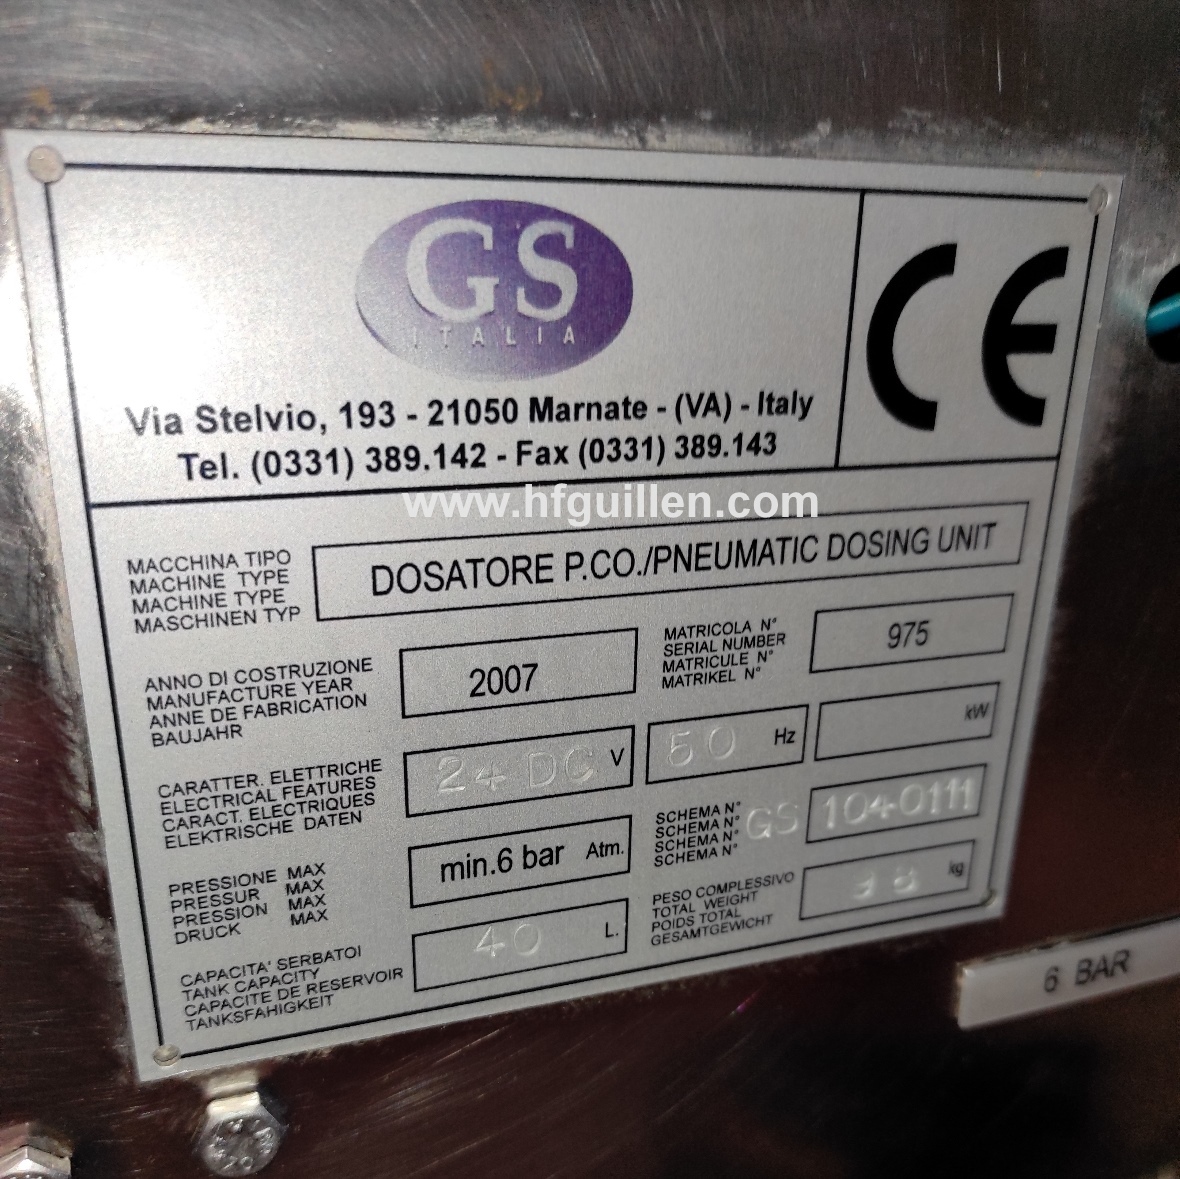 GS
ITALIA
CE
Via Stelvio, 193 - 21050 Marnate - (VA) - Italy
Tel. (0331) 389.142 - Fax (0331) 389.143
www.hfguillen.com
MACCHINA TIPO
MACHINE TYPE
MACHINE TYPE
MASCHINEN TYP
DOSATORE P.CO./PNEUMATIC DOSING UNIT
ANNO DI COSTRUZIONE
MANUFACTURE YEAR
ANNE DE FABRICATION
BAUJAHR
2007
MATRICOLA N°
SERIAL NUMBER
MATRICULE N°
MATRIKEL N°
975
CARATTER. ELETTRICHE
ELECTRICAL FEATURES
CARACT. ELECTRIQUES
ELEKTRISCHE DATEN
24 DC V
50 Hz
kW
PRESSIONE MAX
PRESSUR MAX
PRESSION MAX
DRUCK MAX
min.6 bar Atm.
SCHEMA N°
SCHEMA N°
SCHEMA N°
SCHEMA N°
GS 104-0111
CAPACITA' SERBATOI
TANK CAPACITY
CAPACITE DE RESERVOIR
TANKSFAHIGKEIT
40 L.
PESO COMPLESSIVO
TOTAL WEIGHT
POIDS TOTAL
GESAMTGEWICHT
kg
6 BAR